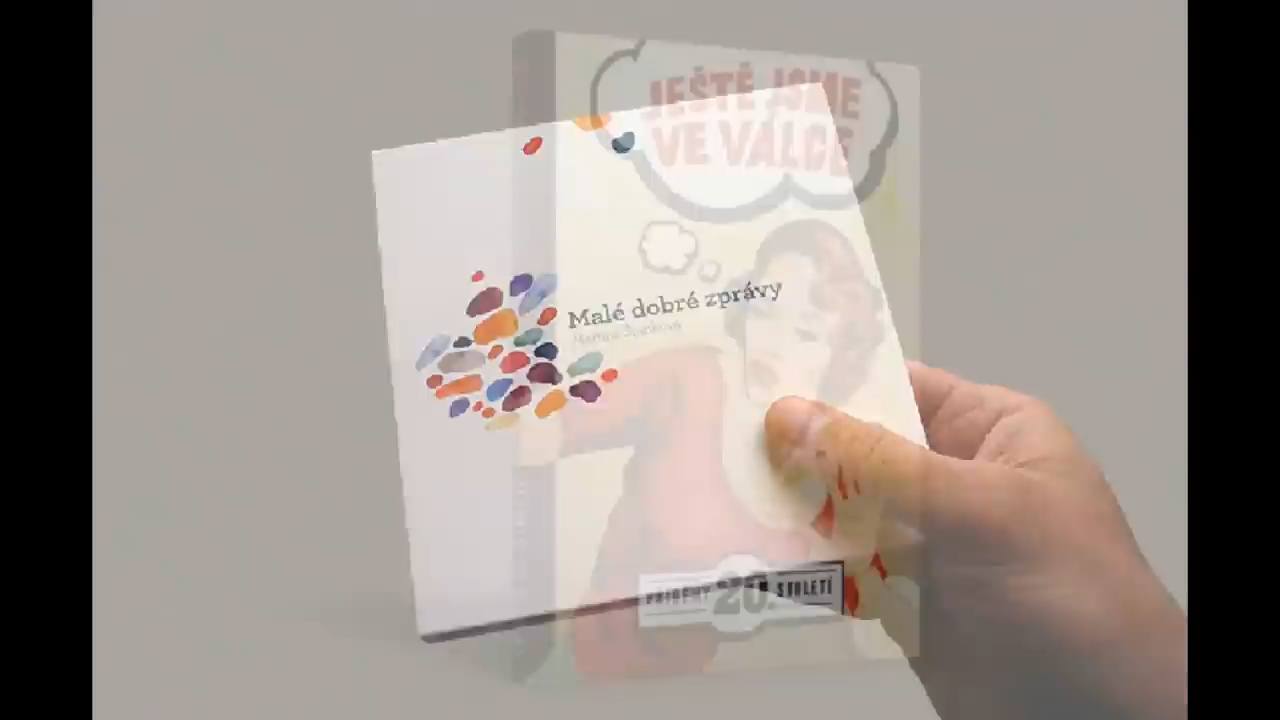 JEŠTĚ JSME
VE VÁLCE
Malé dobré zprávy
PŘÍBĚHY 20. STOLETÍ